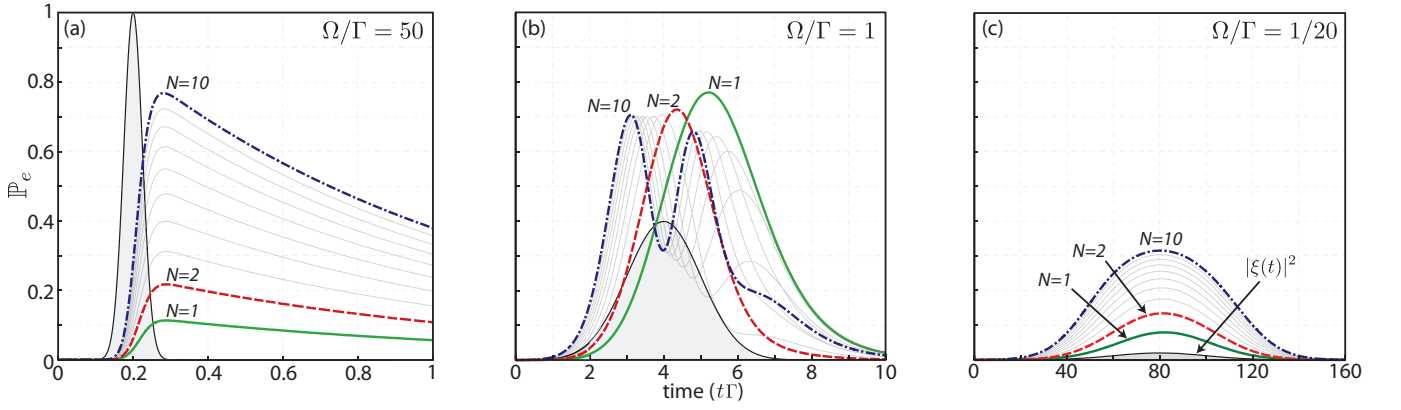 (a) Ω/Γ = 50
ℙe
1
0.8
0.6
0.4
0.2
0
N=10
N=2
N=1
0 0.2 0.4 0.6 0.8 1
(b) Ω/Γ = 1
N=10 N=2 N=1
0 2 4 6 8 10
time (tΓ)
(c) Ω/Γ = 1/20
N=10
N=2
N=1
|ξ(t)|²
0 40 80 120 160